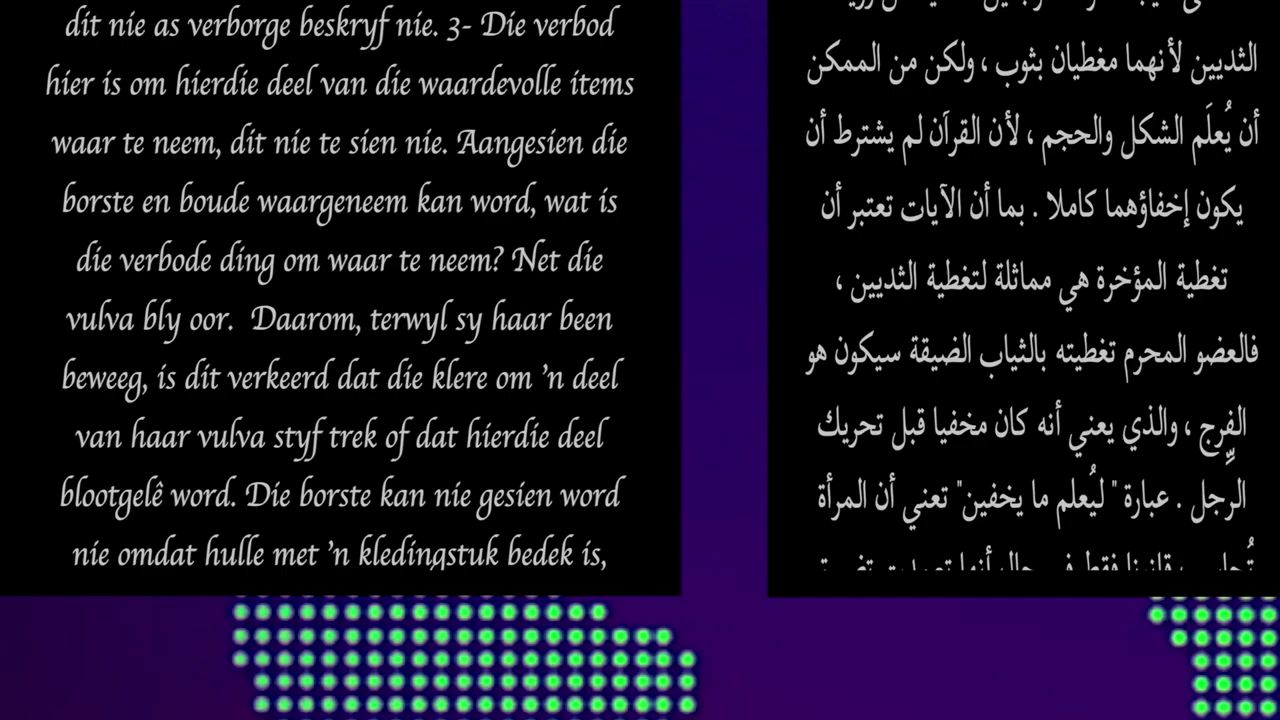 dit nie as verborge beskryf nie. 3- Die verbod
hier is om hierdie deel van die waardevolle items
waar te neem, dit nie te sien nie. Aangesien die
borste en boude waargeneem kan word, wat is
die verbode ding om waar te neem? Net die
vulva bly oor. Daarom, terwyl sy haar been
beweeg, is dit verkeerd dat die klere om 'n deel
van haar vulva styf trek of dat hierdie deel
blootgelê word. Die borste kan nie gesien word
nie omdat hulle met 'n kledingstuk bedek is,
الثديين لأنهما مغطيان بثوب ، ولكن من الممكن
أن يُعلَم الشكل والحجم ، لأن القرآن لم يشترط أن
يكون إخفاؤهما كاملا . بما أن الآيات تعتبر أن
تغطية المؤخرة هي مماثلة لتغطية الثديين ،
فالعضو المحرم تغطيته بالثياب الضيقة سيكون هو
الفرج ، والذي يعني أنه كان مخفيا قبل تحريك
الرِّجل . عبارة " ليُعلم ما يخفين" تعني أن المرأة